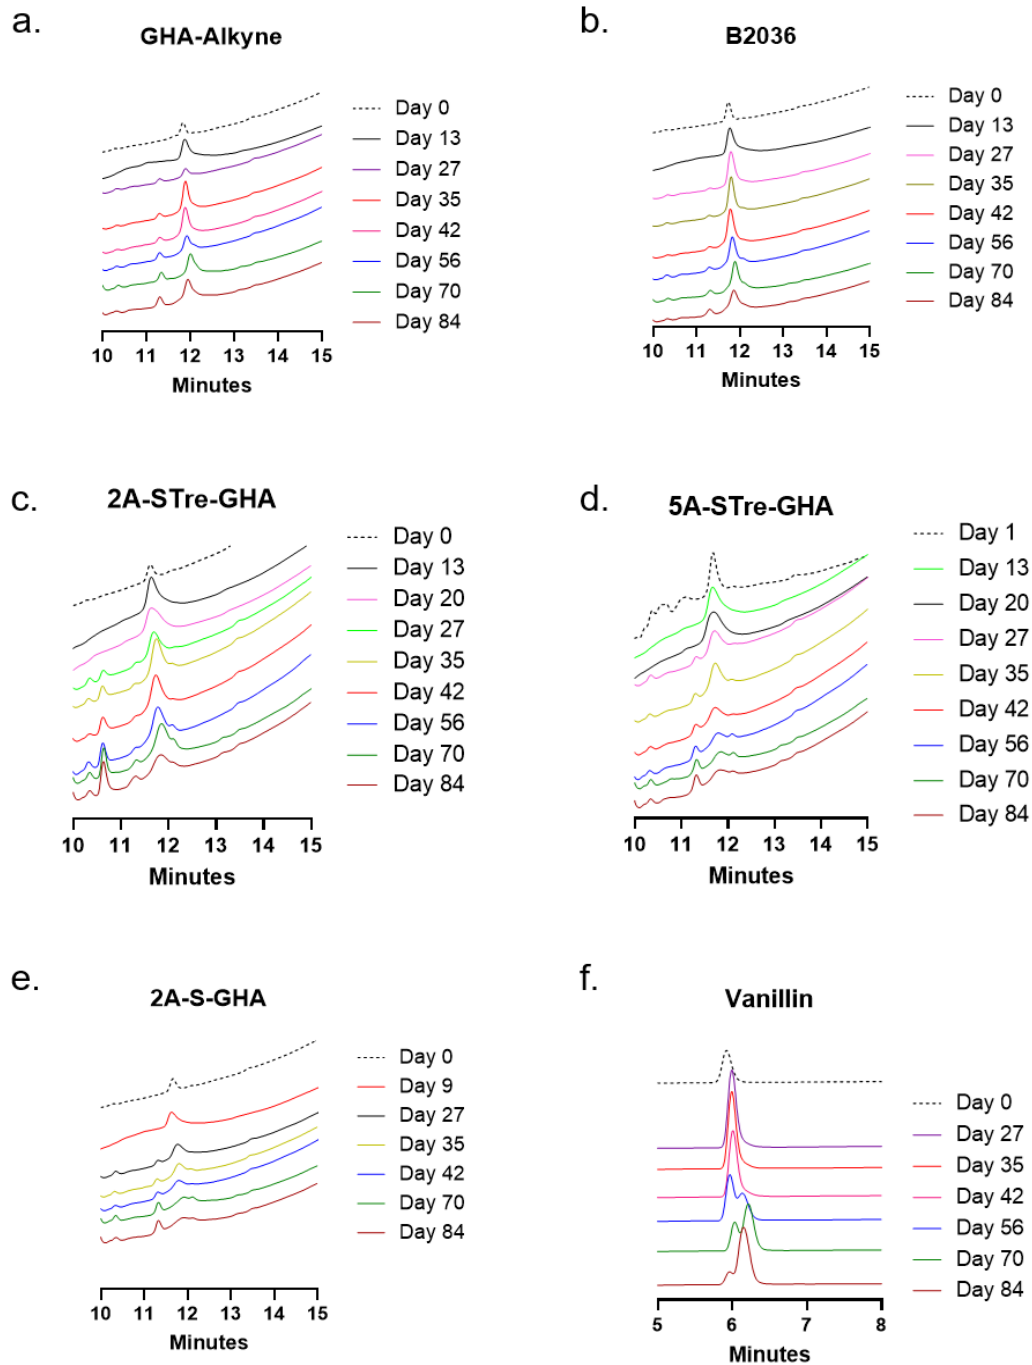 a.
GHA-Alkyne
Day 0
Day 13
Day 27
Day 35
Day 42
Day 56
Day 70
Day 84
10 11 12 13 14 15
Minutes
b.
B2036
Day 0
Day 13
Day 27
Day 35
Day 42
Day 56
Day 70
Day 84
10 11 12 13 14 15
Minutes
c.
2A-STre-GHA
Day 0
Day 13
Day 20
Day 27
Day 35
Day 42
Day 56
Day 70
Day 84
10 11 12 13 14 15
Minutes
d.
5A-STre-GHA
Day 1
Day 13
Day 20
Day 27
Day 35
Day 42
Day 56
Day 70
Day 84
10 11 12 13 14 15
Minutes
e.
2A-S-GHA
Day 0
Day 9
Day 27
Day 35
Day 42
Day 70
Day 84
10 11 12 13 14 15
Minutes
f.
Vanillin
Day 0
Day 27
Day 35
Day 42
Day 56
Day 70
Day 84
5 6 7 8
Minutes